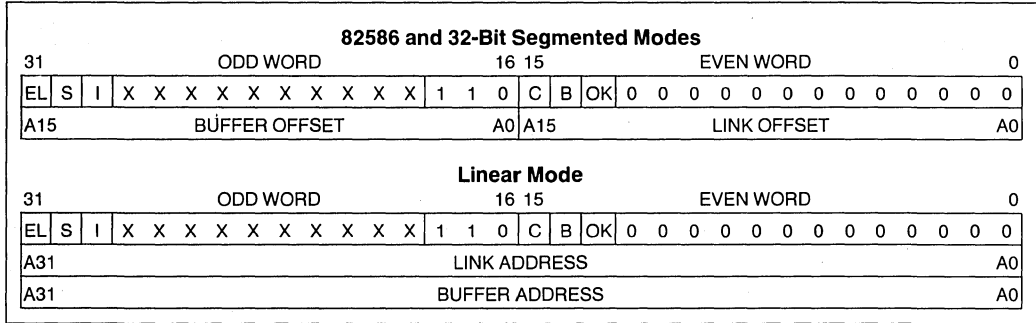 82586 and 32-Bit Segmented Modes
31 ODD WORD 16 15 EVEN WORD 0
EL S I X X X X X X X X X X 1 1 0 C B OK 0 0 0 0 0 0 0 0 0 0 0 0 0
A15 BUFFER OFFSET A0 A15 LINK OFFSET A0
Linear Mode
31 ODD WORD 16 15 EVEN WORD 0
EL S I X X X X X X X X X X 1 1 0 C B OK 0 0 0 0 0 0 0 0 0 0 0 0 0
A31 LINK ADDRESS A0
A31 BUFFER ADDRESS A0